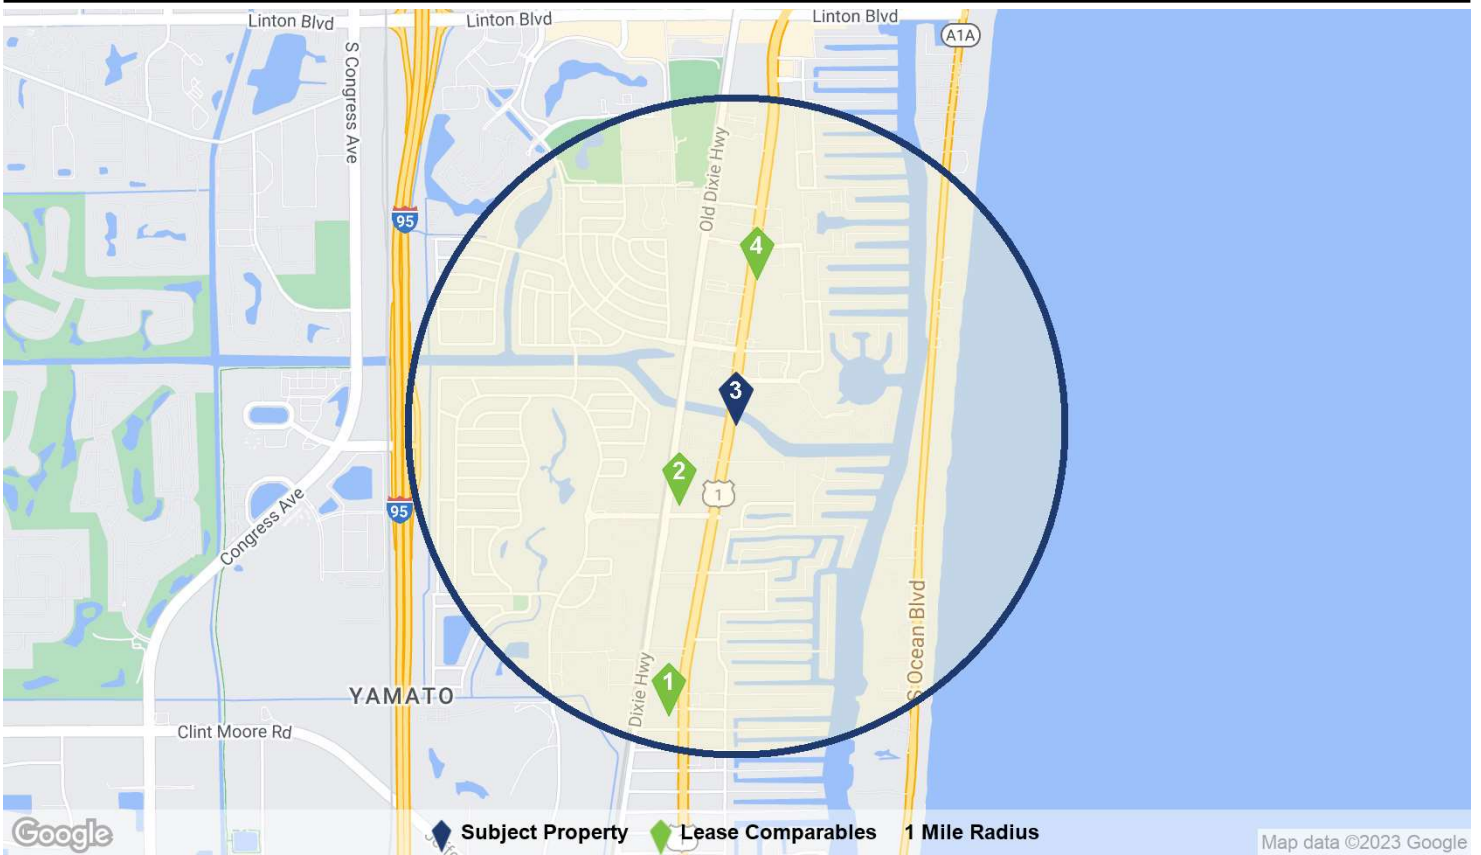 Linton Blvd
Linton Blvd
Linton Blvd
A1A
S Congress Ave
Old Dixie Hwy
95
4
3
2
1
95
Congress Ave
S Ocean Blvd
1
Dixie Hwy
YAMATO
Clint Moore Rd
Google
Subject Property
Lease Comparables
1 Mile Radius
1
Map data ©2023 Google